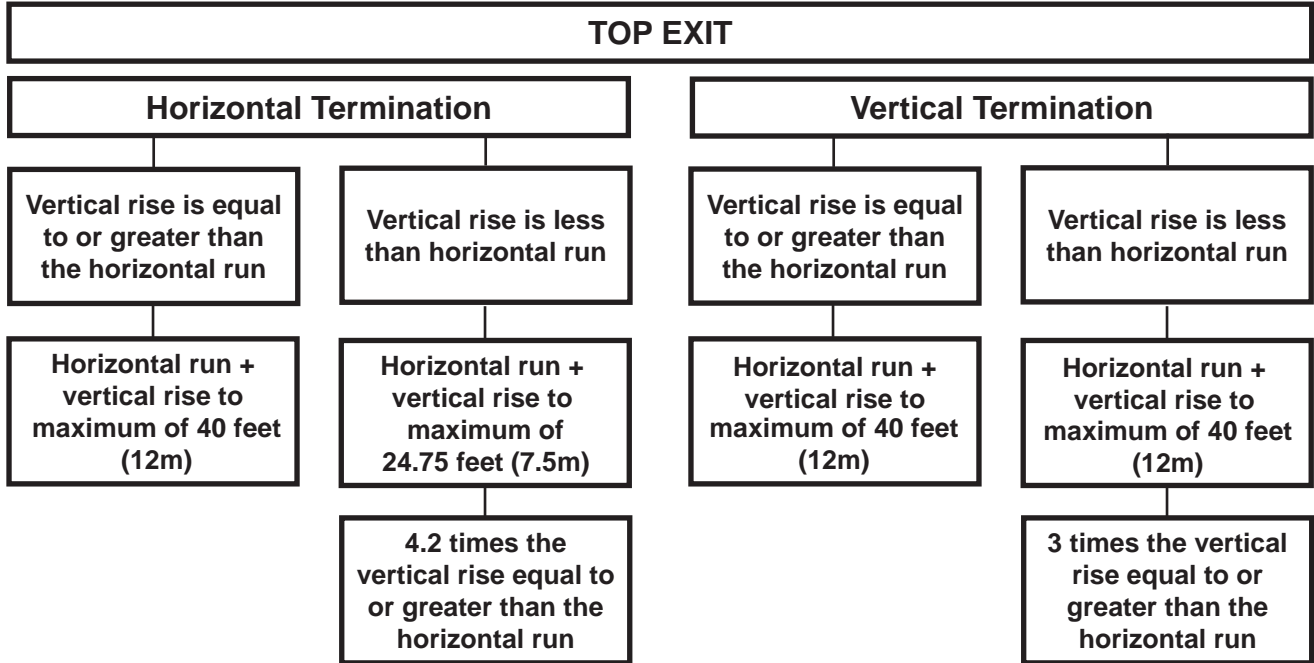 TOP EXIT
Horizontal Termination
Vertical rise is equal
to or greater than
the horizontal run
Horizontal run +
vertical rise to
maximum of 40 feet
(12m)
Vertical rise is less
than horizontal run
Horizontal run +
vertical rise to
maximum of
24.75 feet (7.5m)
4.2 times the
vertical rise equal to
or greater than the
horizontal run
Vertical Termination
Vertical rise is equal
to or greater than
the horizontal run
Horizontal run +
vertical rise to
maximum of 40 feet
(12m)
Vertical rise is less
than horizontal run
Horizontal run +
vertical rise to
maximum of 40 feet
(12m)
3 times the vertical
rise equal to or
greater than the
horizontal run